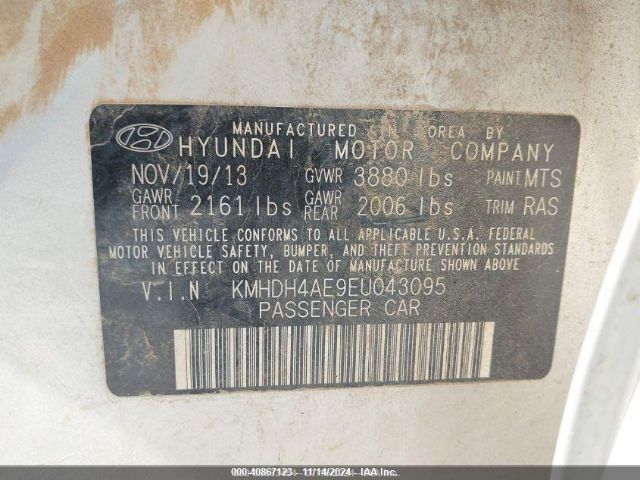 MANUFACTURED IN KOREA BY
HYUNDAI MOTOR COMPANY
NOV/19/13 GVWR 3880 lbs PAINT MTS
GAWR FRONT 2161 lbs GAWR REAR 2006 lbs TRIM RAS
THIS VEHICLE CONFORMS TO ALL APPLICABLE U.S.A. FEDERAL
MOTOR VEHICLE SAFETY, BUMPER, AND THEFT PREVENTION STANDARDS
IN EFFECT ON THE DATE OF MANUFACTURE SHOWN ABOVE
V.I.N KMHDH4AE9EU043095
PASSENGER CAR
000-40867123 - 11/14/2024 - IAA Inc.